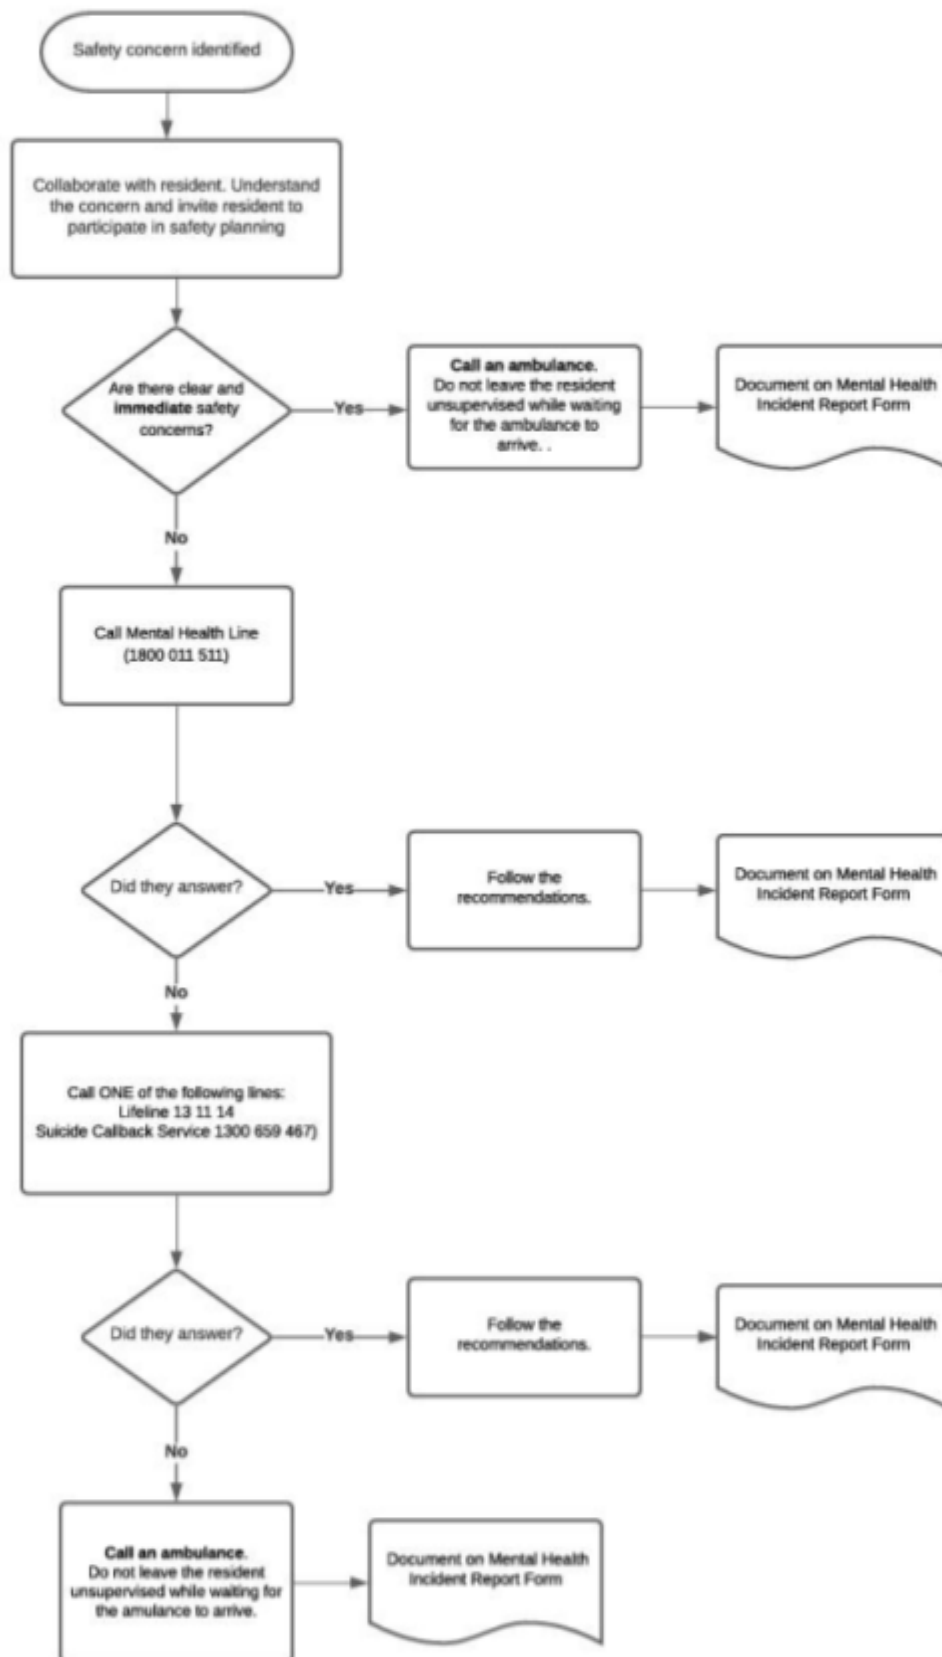 Safety concern identified
Collaborate with resident. Understand
the concern and invite resident to
participate in safety planning
Are there clear and
immediate safety
concerns?
Yes
Call an ambulance.
Do not leave the resident
unsupervised while waiting
for the ambulance to
arrive. .
Document on Mental Health
Incident Report Form
No
Call Mental Health Line
(1800 011 511)
Did they answer?
Yes
Follow the
recommendations.
Document on Mental Health
Incident Report Form
No
Call ONE of the following lines:
Lifeline 13 11 14
Suicide Callback Service 1300 659 467)
Did they answer?
Yes
Follow the
recommendations.
Document on Mental Health
Incident Report Form
No
Call an ambulance.
Do not leave the resident
unsupervised while waiting for
the amulance to arrive.
Document on Mental Health
Incident Report Form